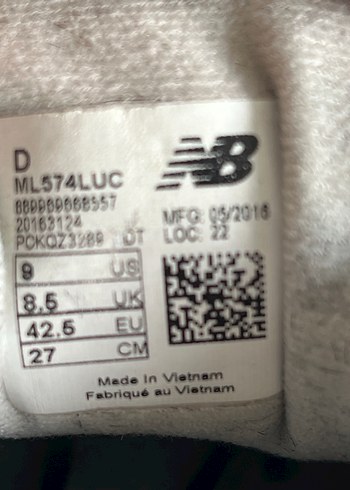 D
NB
ML574LUC
20163124
MFG: 05/2016
LOC: 22
9 US
8.5 UK
42.5 EU
27 CM
Made In Vietnam
Fabriqué au Vietnam